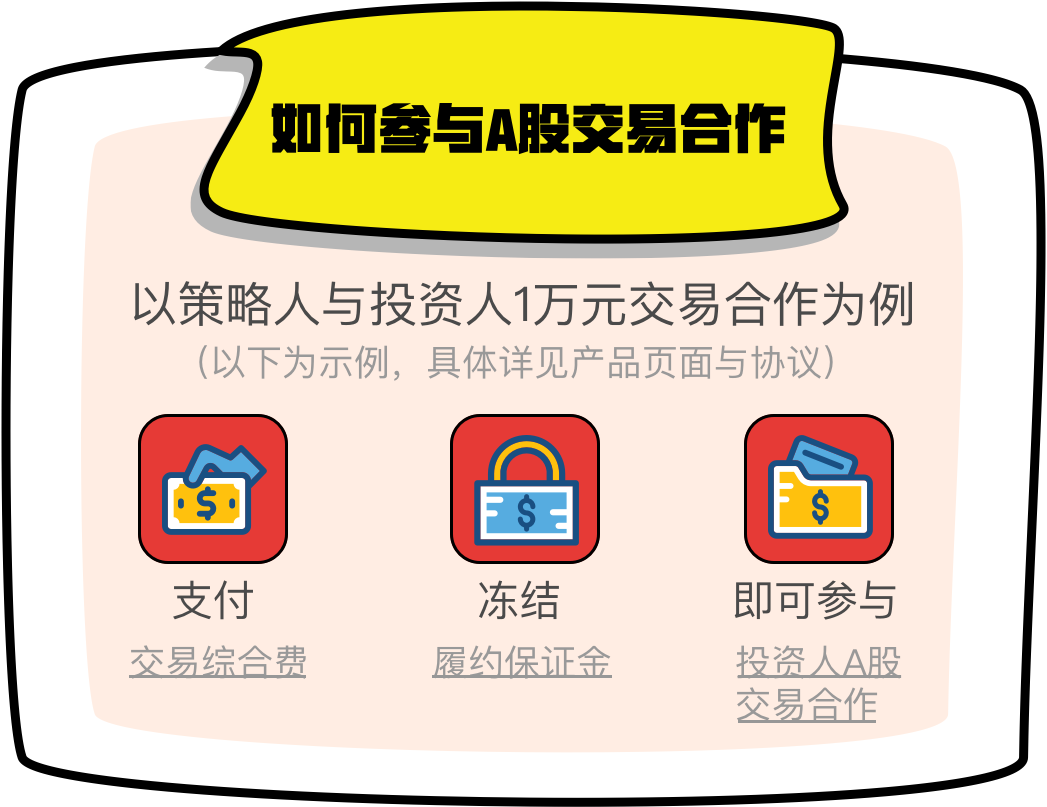 如何参与A股交易合作
以策略人与投资人1万元交易合作为例
（以下为示例，具体详见产品页面与协议）
支付
冻结
即可参与
交易综合费
履约保证金
投资人A股
交易合作